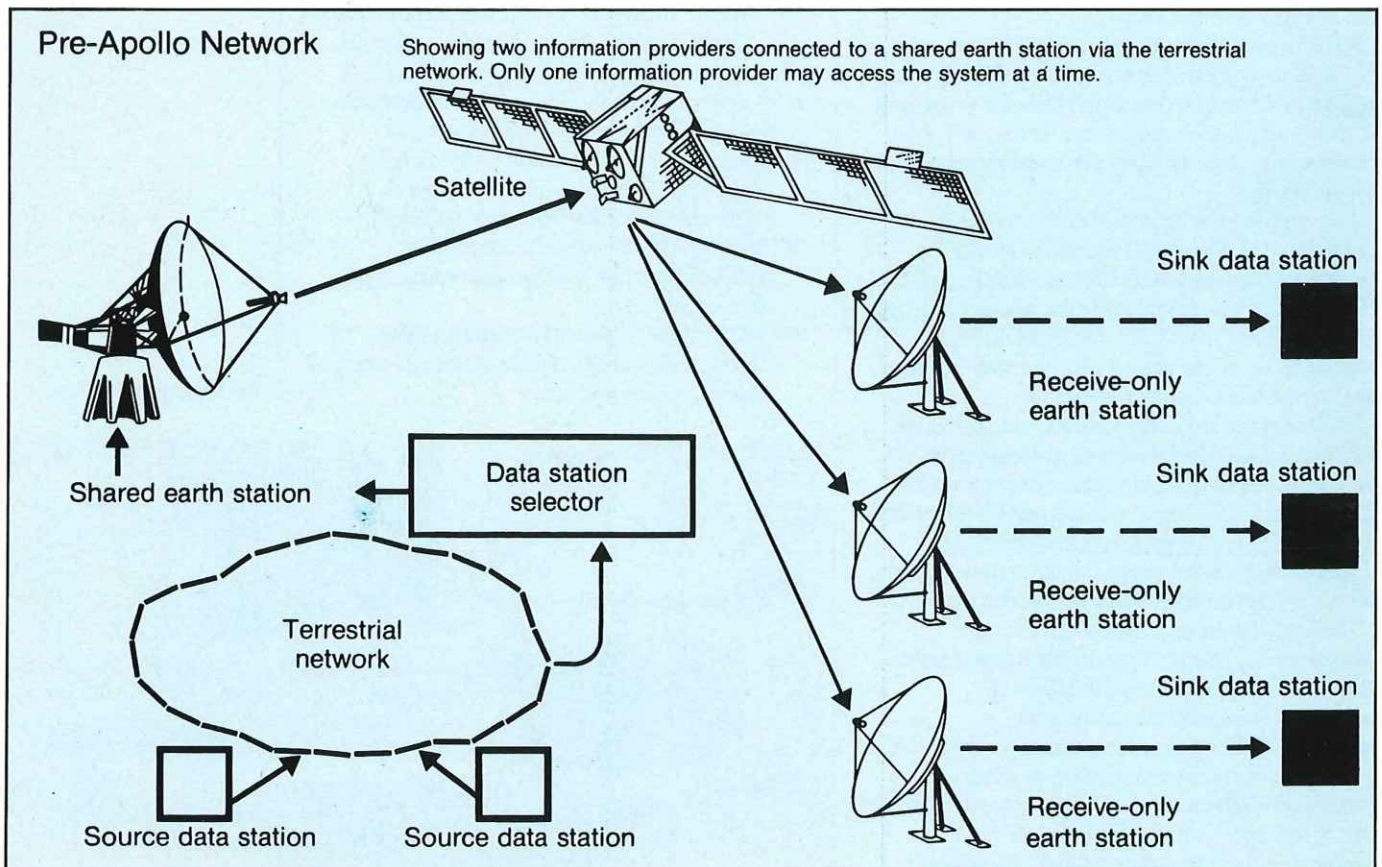 Pre-Apollo Network
Showing two information providers connected to a shared earth station via the terrestrial
network. Only one information provider may access the system at a time.
Satellite
Sink data station
Receive-only
earth station
Shared earth station
Data station
selector
Sink data station
Receive-only
earth station
Terrestrial
network
Sink data station
Receive-only
earth station
Source data station
Source data station